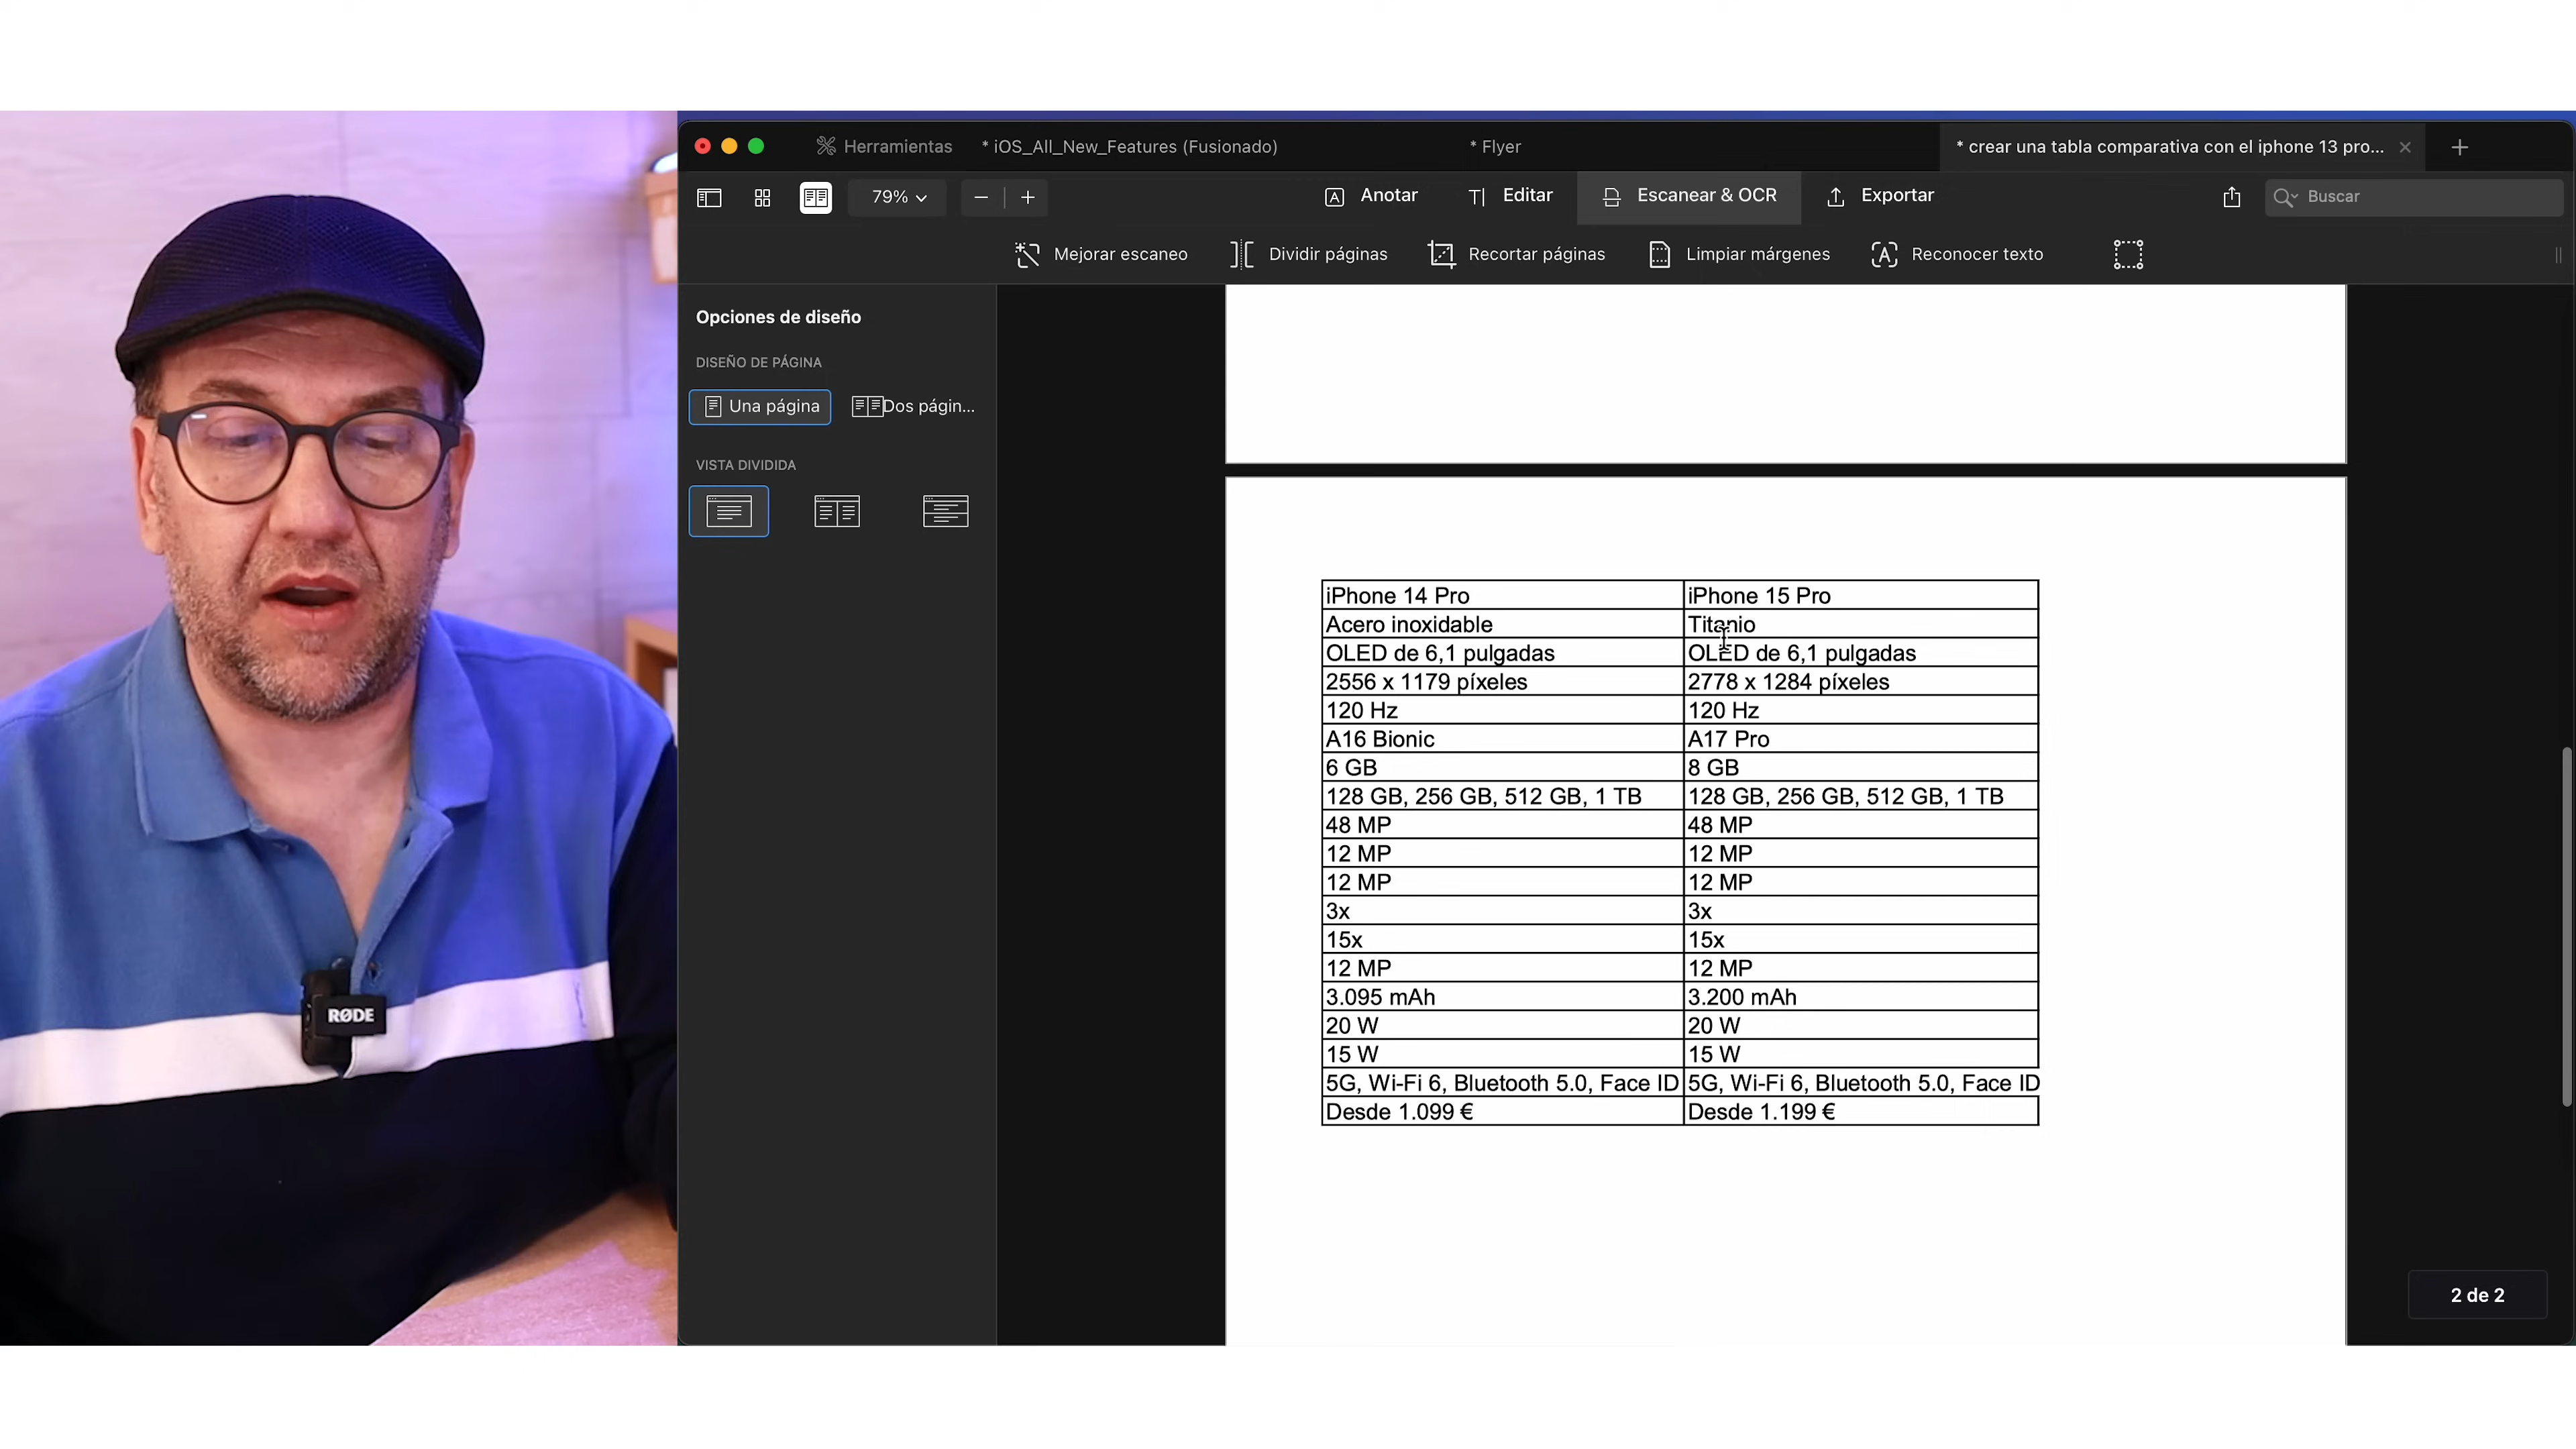 Herramientas
* iOS_All_New_Features (Fusionado)
* Flyer
* crear una tabla comparativa con el iphone 13 pro...
79%
Anotar
Editar
Escanear & OCR
Exportar
Buscar
Mejorar escaneo
Dividir páginas
Recortar páginas
Limpiar márgenes
Reconocer texto
Opciones de diseño
DISEÑO DE PÁGINA
Una página
Dos págin...
VISTA DIVIDIDA
iPhone 14 Pro iPhone 15 Pro
Acero inoxidable Titanio
OLED de 6,1 pulgadas OLED de 6,1 pulgadas
2556 x 1179 píxeles 2778 x 1284 píxeles
120 Hz 120 Hz
A16 Bionic A17 Pro
6 GB 8 GB
128 GB, 256 GB, 512 GB, 1 TB 128 GB, 256 GB, 512 GB, 1 TB
48 MP 48 MP
12 MP 12 MP
12 MP 12 MP
3x 3x
15x 15x
12 MP 12 MP
3.095 mAh 3.200 mAh
20 W 20 W
15 W 15 W
5G, Wi-Fi 6, Bluetooth 5.0, Face ID 5G, Wi-Fi 6, Bluetooth 5.0, Face ID
Desde 1.099 € Desde 1.199 €
2 de 2
RØDE